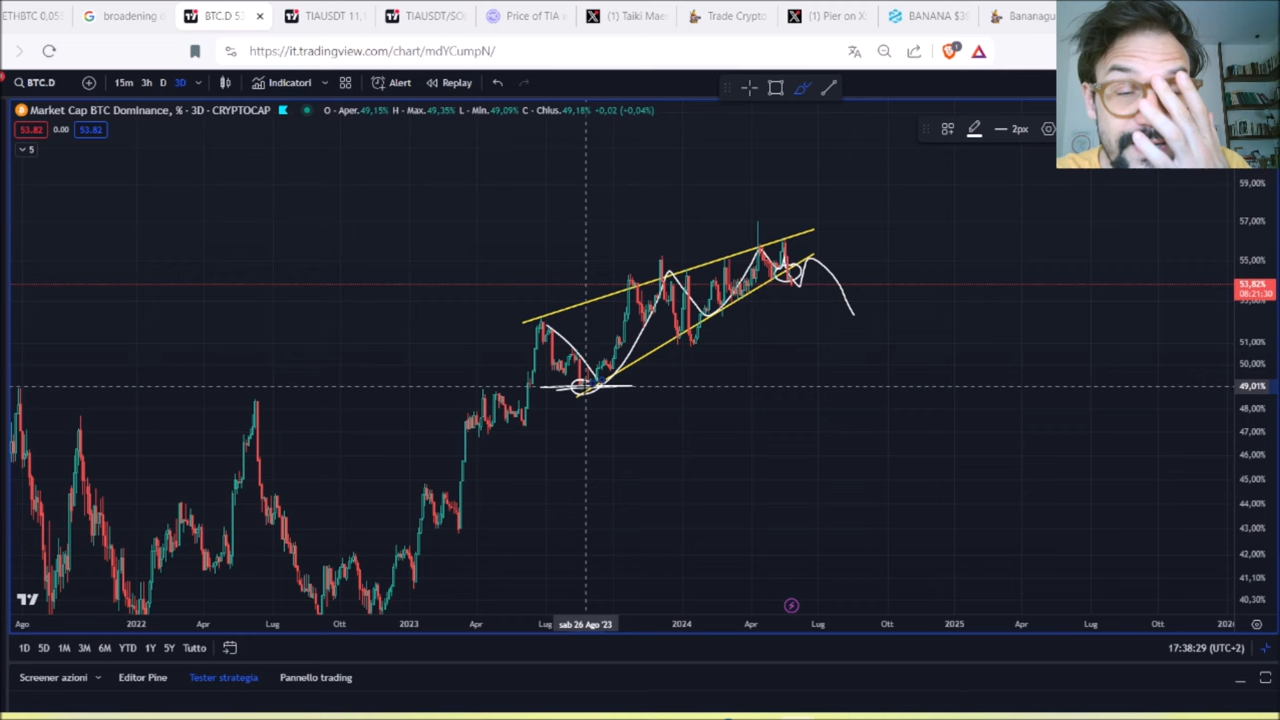 ETHBTC 0,055
broadening
BTC.D 53
TIAUSDT 11,
TIAUSDT/SO
Price of TIA
(1) Taiki Mae
Trade Crypto
(1) Pier on X:
BANANA $39
Bananagu
https://it.tradingview.com/chart/mdYCumpN/
BTC.D
15m 3h D 3D
Indicatori
Alert
Replay
Market Cap BTC Dominance, % · 3D · CRYPTOCAP
O - Aper.49,15% H - Max.49,35% L - Min.49,09% C - Chius.49,18% +0,02 (+0,04%)
53.82 0.00 53.82
5
2px
59,00%
57,00%
55,00%
53,82%
08:21:30
51,00%
50,00%
49,01%
48,00%
47,00%
46,00%
45,00%
44,00%
43,00%
42,00%
41,10%
40,30%
Ago 2022 Apr Lug Ott 2023 Apr Lug sab 26 Ago '23 2024 Apr Lug Ott 2025 Apr Lug Ott
1D 5D 1M 3M 6M YTD 1Y 5Y Tutto
17:38:29 (UTC+2)
Screener azioni
Editor Pine
Tester strategia
Pannello trading